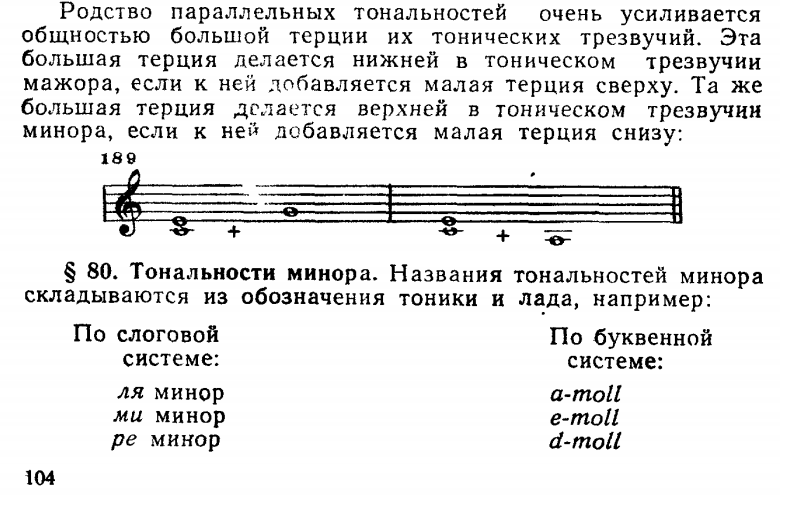 Родство параллельных тональностей очень усиливается
общностью большой терции их тонических трезвучий. Эта
большая терция делается нижней в тоническом трезвучии
мажора, если к ней добавляется малая терция сверху. Та же
большая терция делается верхней в тоническом трезвучии
минора, если к ней добавляется малая терция снизу:
189
+ +
§ 80. Тональности минора. Названия тональностей минора
складываются из обозначения тоники и лада, например:
По слоговой По буквенной
системе: системе:
ля минор a-moll
ми минор e-moll
ре минор d-moll
104